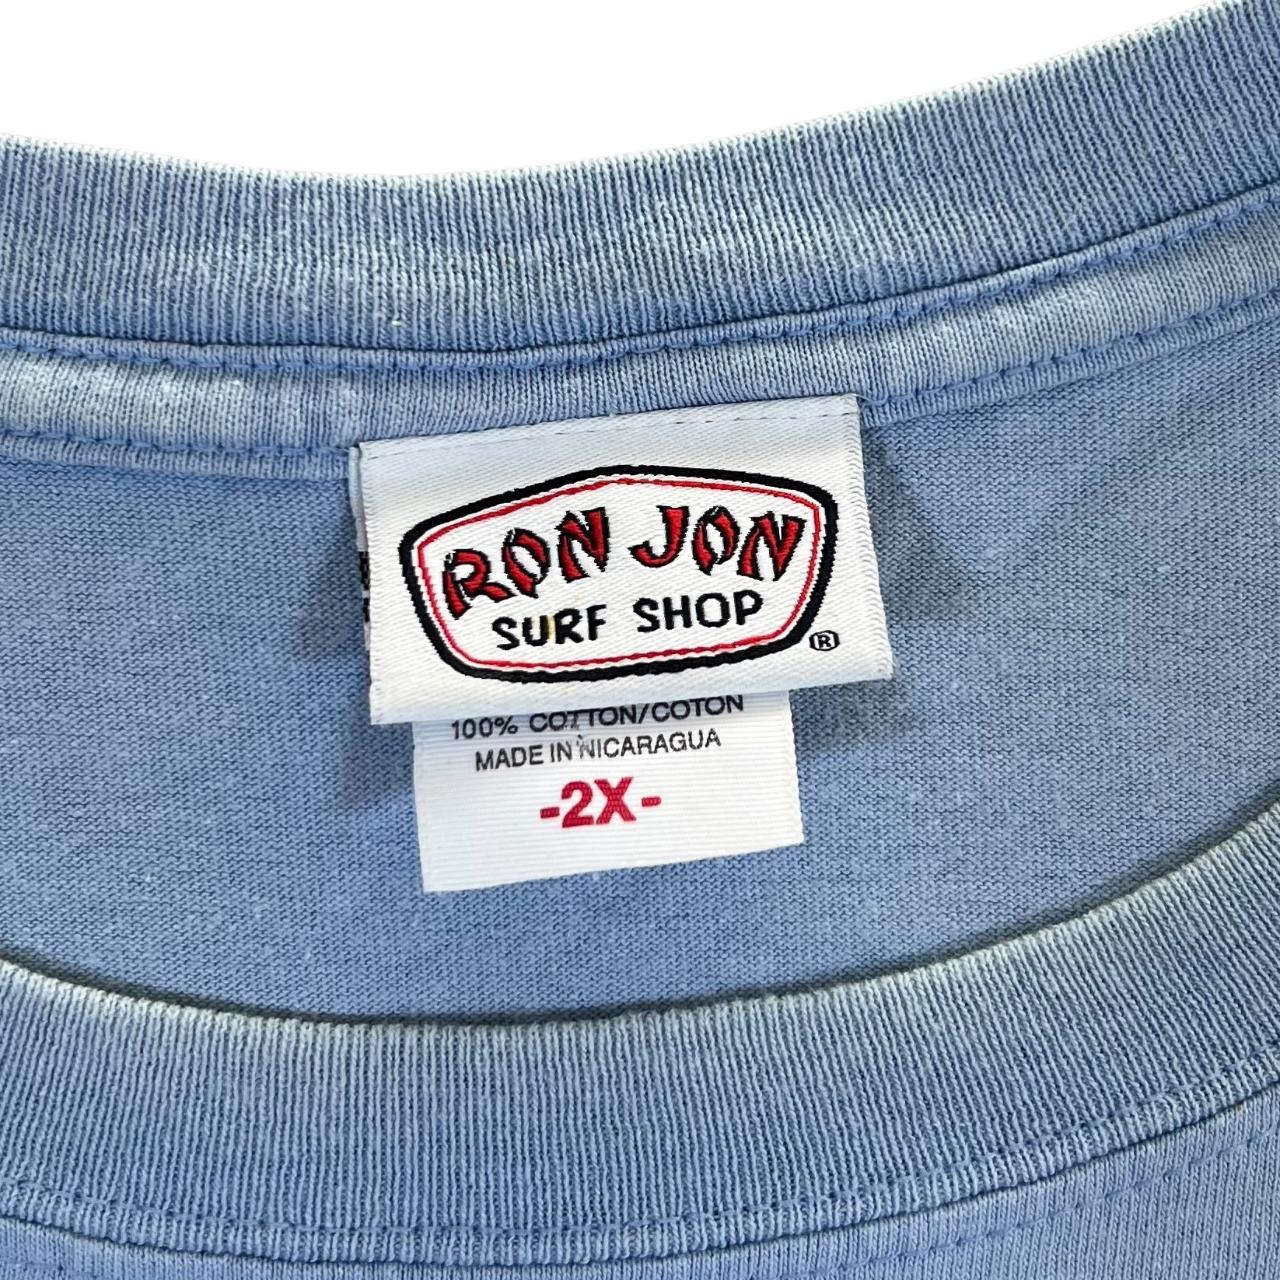 RON JON
SURF SHOP
®
100% COTTON/COTON
MADE IN NICARAGUA
-2X-